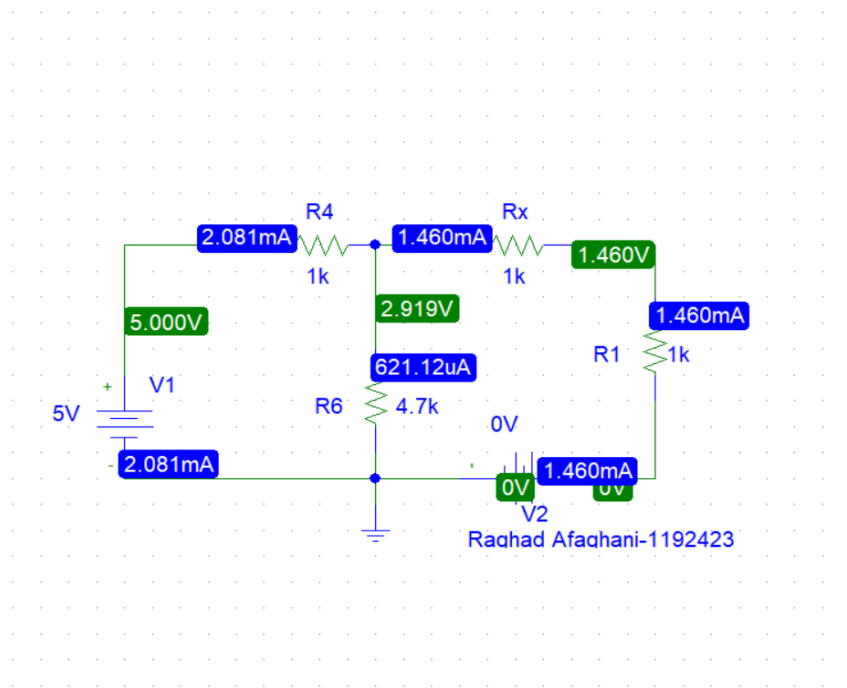 R4
Rx
2.081mA
1.460mA
1k
1k
1.460V
5.000V
2.919V
1.460mA
621.12uA
R1
1k
+
V1
5V
R6
4.7k
0V
-
2.081mA
1.460mA
0V
0V
V2
Raghad Afaghani-1192423